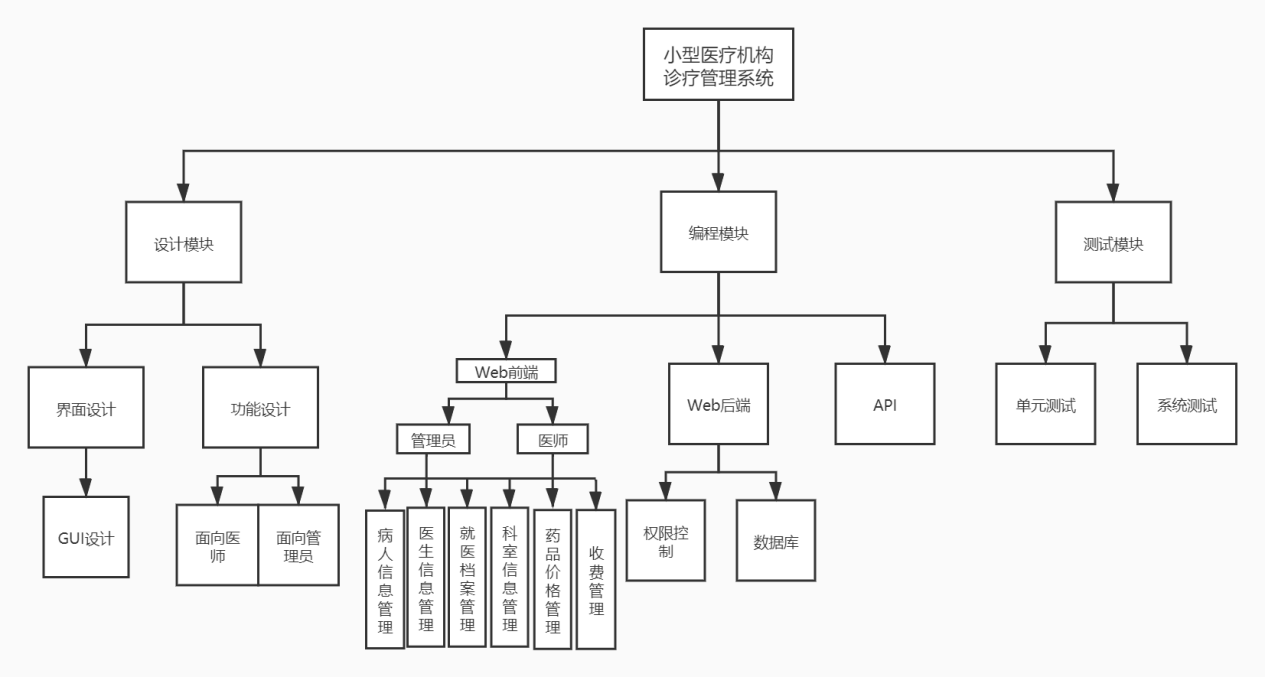 小型医疗机构
诊疗管理系统
设计模块
编程模块
测试模块
界面设计
功能设计
Web前端
Web后端
API
单元测试
系统测试
管理员
医师
GUI设计
面向医
师
面向管
理员
病人信息管理
医生信息管理
就医档案管理
科室信息管理
药品价格管理
收费管理
权限控
制
数据库